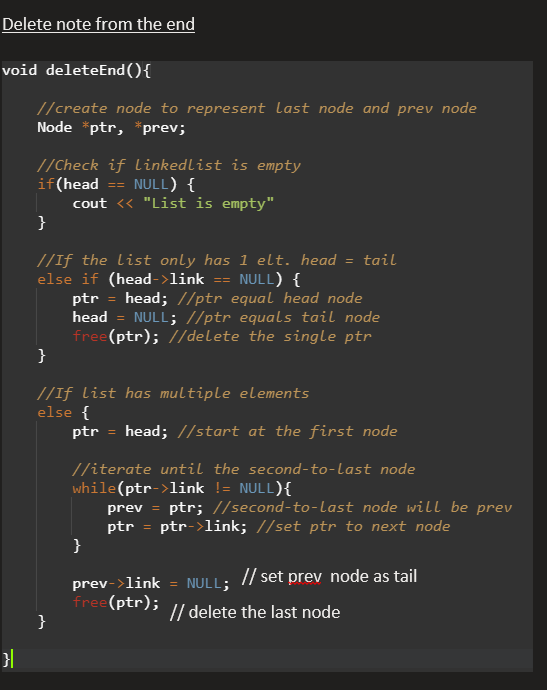 Delete note from the end
void deleteEnd(){
//create node to represent last node and prev node
Node *ptr, *prev;
//Check if linkedlist is empty
if(head == NULL) {
cout << "List is empty"
}
//If the list only has 1 elt. head = tail
else if (head->link == NULL) {
ptr = head; //ptr equal head node
head = NULL; //ptr equals tail node
free(ptr); //delete the single ptr
}
//If list has multiple elements
else {
ptr = head; //start at the first node
//iterate until the second-to-last node
while(ptr->link != NULL){
prev = ptr; //second-to-last node will be prev
ptr = ptr->link; //set ptr to next node
}
prev->link = NULL; // set prev node as tail
free(ptr); // delete the last node
}
}